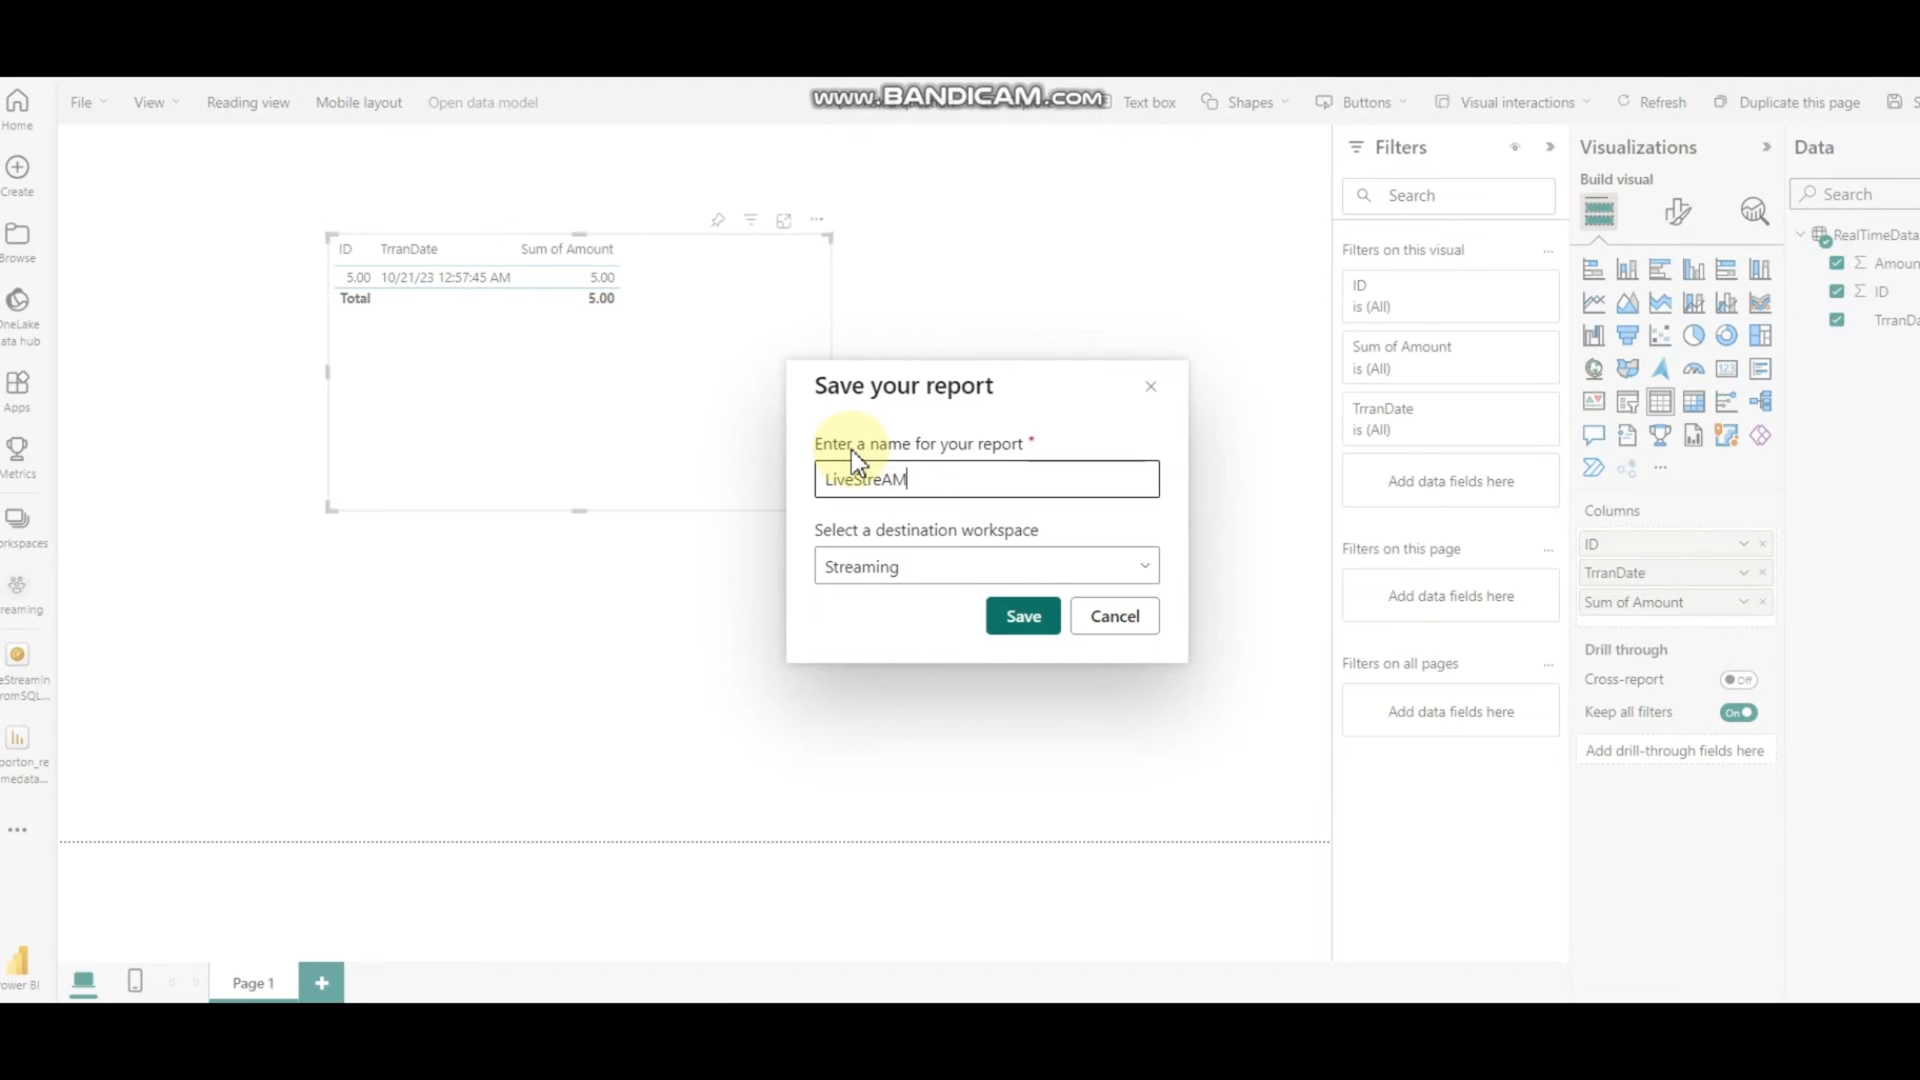 www.BANDICAM.com
File View Reading view Mobile layout Open data model Text box Shapes Buttons Visual interactions Refresh Duplicate this page
Home
Create
Browse
OneLake
data hub
Apps
Metrics
ID TrranDate Sum of Amount
5.00 10/21/23 12:57:45 AM 5.00
Total 5.00
Save your report
Enter a name for your report *
LiveStreAM
Select a destination workspace
Streaming
Save Cancel
Filters
Search
Filters on this visual ...
ID
is (All)
Sum of Amount
is (All)
TrranDate
is (All)
Add data fields here
Filters on this page ...
Add data fields here
Filters on all pages ...
Add data fields here
Visualizations
Build visual
123
...
Columns
ID
TrranDate
Sum of Amount
Drill through
Cross-report Off
Keep all filters On
Add drill-through fields here
Data
Search
RealTimeData
Amoun
ID
TrranDa
orkspaces
reaming
eStreamin
romSQL...
porton_re
medata...
ower BI
Page 1